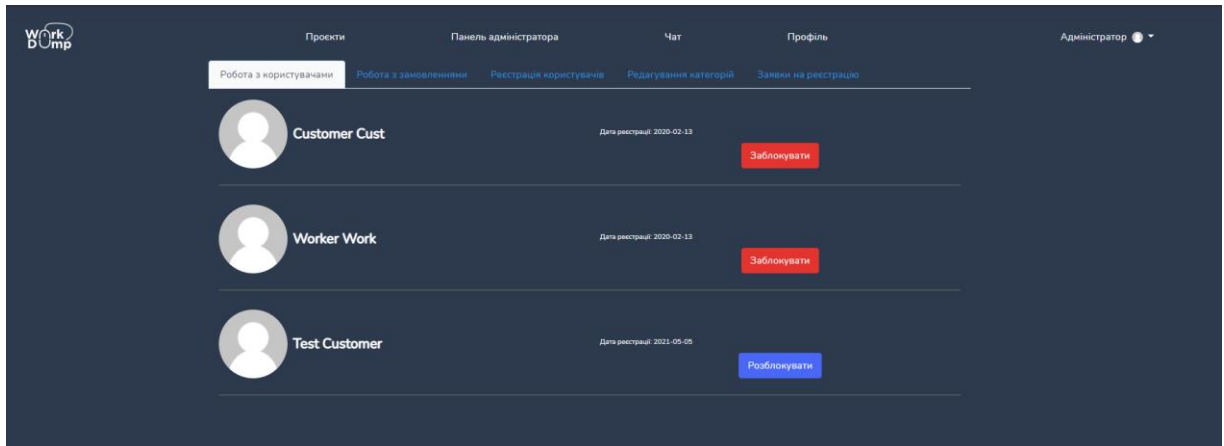 Work
Dump
Проєкти Панель адміністратора Чат Профіль Адміністратор
Робота з користувачами Робота з замовленнями Реєстрація користувачів Редагування категорій Заявки на реєстрацію
Customer Cust Дата реєстрації: 2020-02-13
Заблокувати
Worker Work Дата реєстрації: 2020-02-13
Заблокувати
Test Customer Дата реєстрації: 2021-05-05
Розблокувати